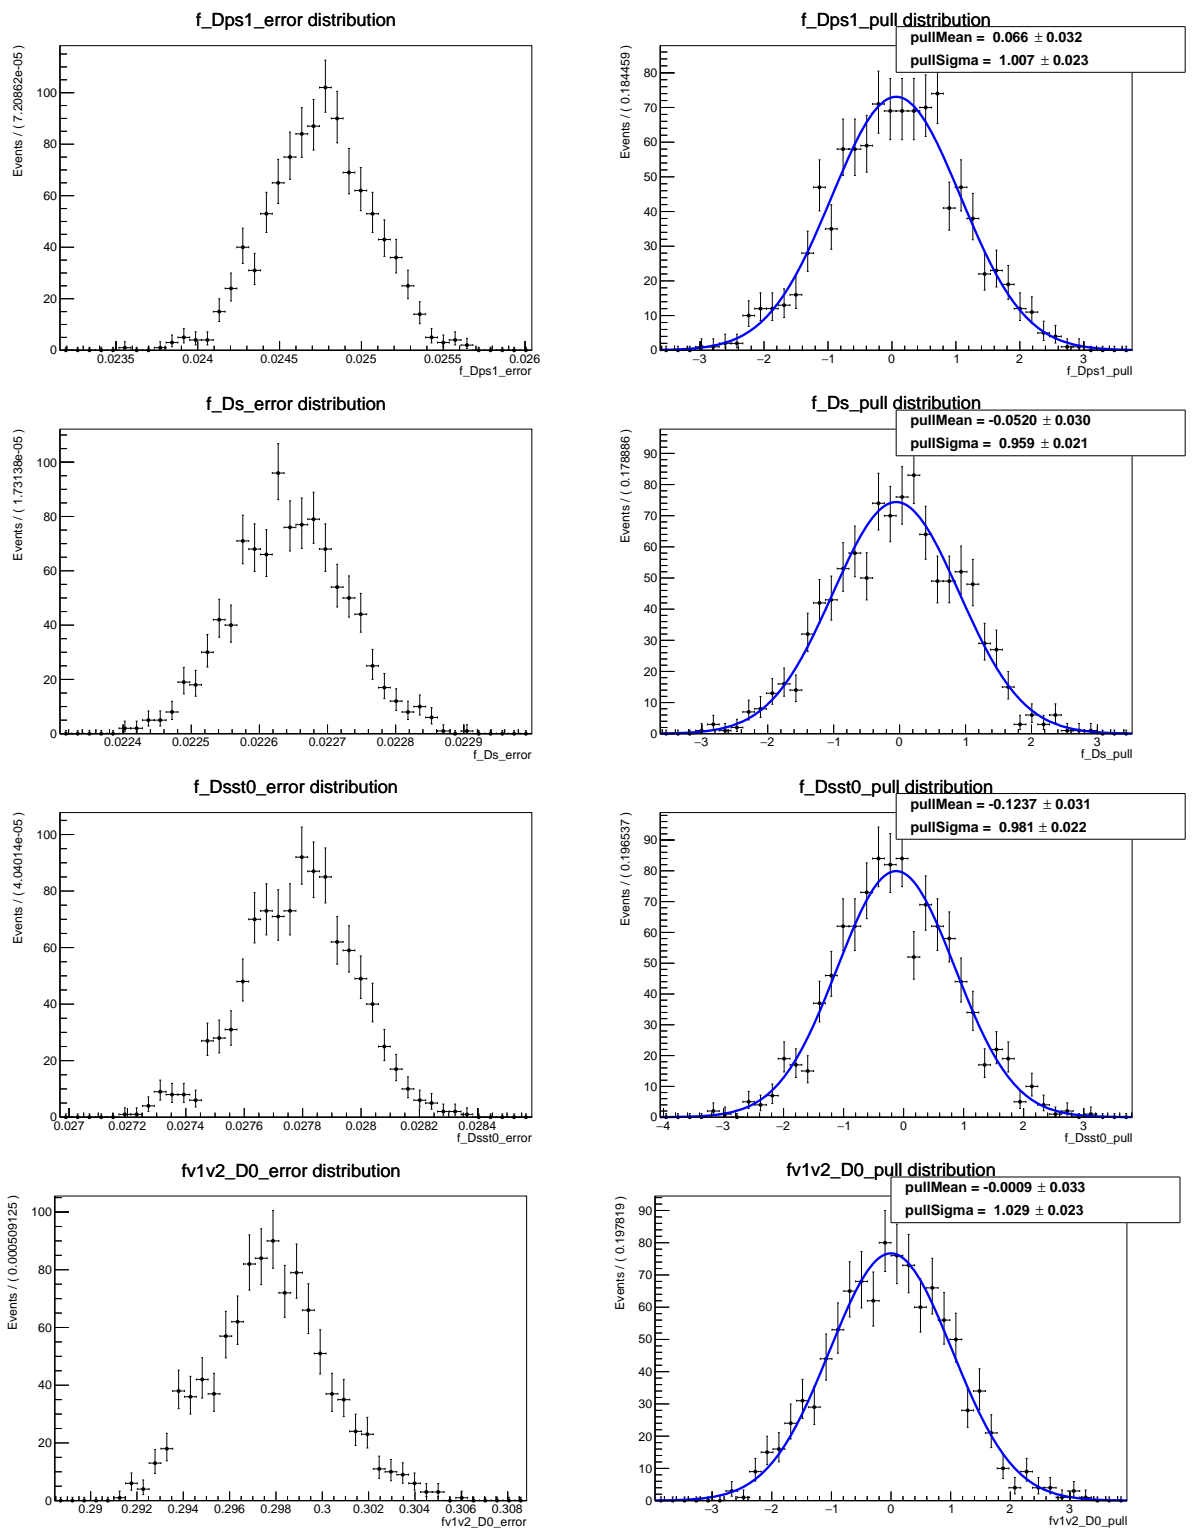 f_Dps1_error distribution
Events / ( 7.20862e-05 )
100
80
60
40
20
0
0.0235 0.024 0.0245 0.025 0.0255 0.026
f_Dps1_error
f_Dps1_pull distribution
pullMean = 0.066 ± 0.032
pullSigma = 1.007 ± 0.023
Events / ( 0.184459 )
80
70
60
50
40
30
20
10
0
−3 −2 −1 0 1 2 3
f_Dps1_pull
f_Ds_error distribution
Events / ( 1.73138e-05 )
100
80
60
40
20
0
0.0224 0.0225 0.0226 0.0227 0.0228 0.0229
f_Ds_error
f_Ds_pull distribution
pullMean = -0.0520 ± 0.030
pullSigma = 0.959 ± 0.021
Events / ( 0.178886 )
90
80
70
60
50
40
30
20
10
0
−3 −2 −1 0 1 2 3
f_Ds_pull
f_Dsst0_error distribution
Events / ( 4.04014e-05 )
100
80
60
40
20
0
0.027 0.0272 0.0274 0.0276 0.0278 0.028 0.0282 0.0284
f_Dsst0_error
f_Dsst0_pull distribution
pullMean = -0.1237 ± 0.031
pullSigma = 0.981 ± 0.022
Events / ( 0.196537 )
90
80
70
60
50
40
30
20
10
0
−4 −3 −2 −1 0 1 2 3
f_Dsst0_pull
fv1v2_D0_error distribution
Events / ( 0.000509125 )
100
80
60
40
20
0
0.29 0.292 0.294 0.296 0.298 0.3 0.302 0.304 0.306 0.308
fv1v2_D0_error
fv1v2_D0_pull distribution
pullMean = -0.0009 ± 0.033
pullSigma = 1.029 ± 0.023
Events / ( 0.197819 )
90
80
70
60
50
40
30
20
10
0
−3 −2 −1 0 1 2 3
fv1v2_D0_pull